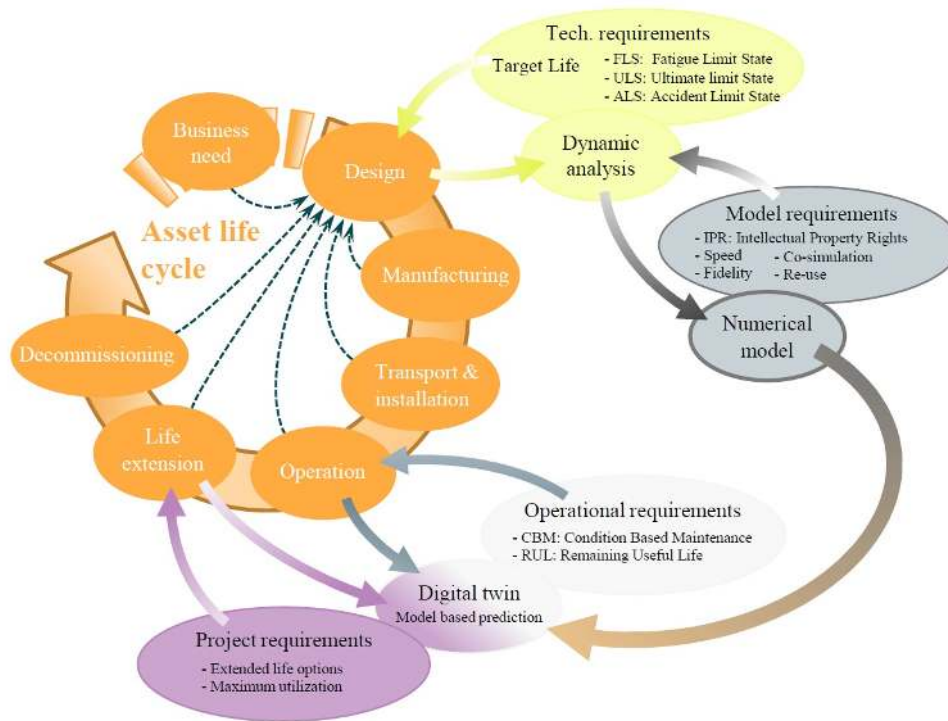 Tech. requirements
Target Life
- FLS: Fatigue Limit State
- ULS: Ultimate limit State
- ALS: Accident Limit State
Business
need
Design
Dynamic
analysis
Asset life
cycle
Model requirements
- IPR: Intellectual Property Rights
- Speed
- Co-simulation
- Fidelity
- Re-use
Manufacturing
Numerical
model
Decommissioning
Transport &
installation
Life
extension
Operation
Operational requirements
- CBM: Condition Based Maintenance
- RUL: Remaining Useful Life
Digital twin
Model based prediction
Project requirements
- Extended life options
- Maximum utilization